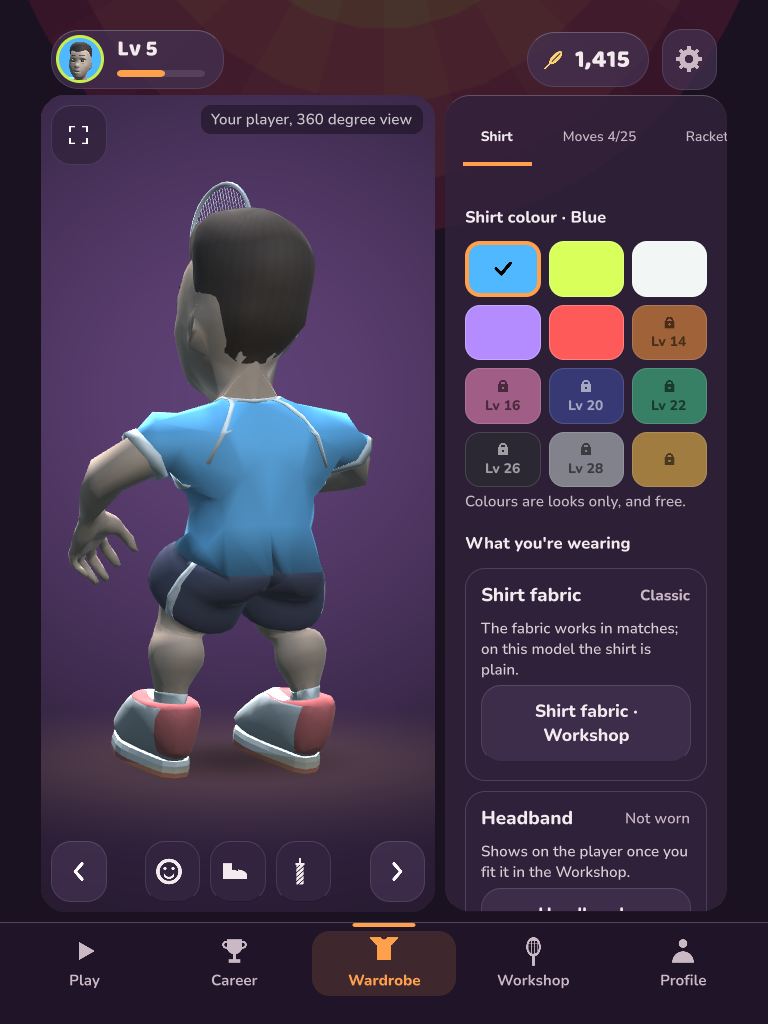 Lv 5
1,415
Your player, 360 degree view
Shirt
Moves 4/25
Racket
Shirt colour · Blue
Lv 14
Lv 16
Lv 20
Lv 22
Lv 26
Lv 28
Colours are looks only, and free.
What you're wearing
Shirt fabric
Classic
The fabric works in matches;
on this model the shirt is
plain.
Shirt fabric ·
Workshop
Headband
Not worn
Shows on the player once you
fit it in the Workshop.
Play
Career
Wardrobe
Workshop
Profile